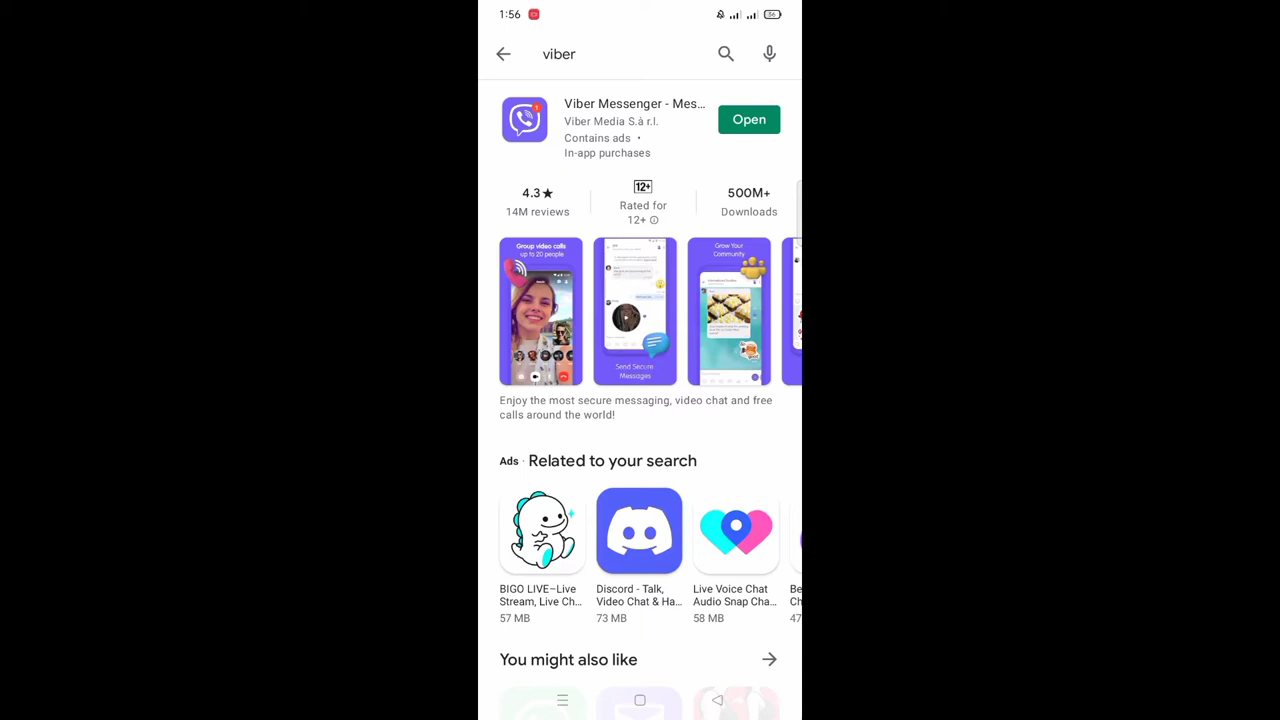 1:56
36
viber
Viber Messenger - Mes...
Viber Media S.à r.l.
Open
Contains ads •
In-app purchases
4.3★
12+
500M+
14M reviews
Rated for
12+
Downloads
Group video calls
up to 20 people
Send Secure
Messages
Grow Your
Community
Enjoy the most secure messaging, video chat and free
calls around the world!
Ads · Related to your search
BIGO LIVE–Live
Stream, Live Ch...
57 MB
Discord - Talk,
Video Chat & Ha...
73 MB
Live Voice Chat
Audio Snap Cha...
58 MB
Be
Ch
47
You might also like